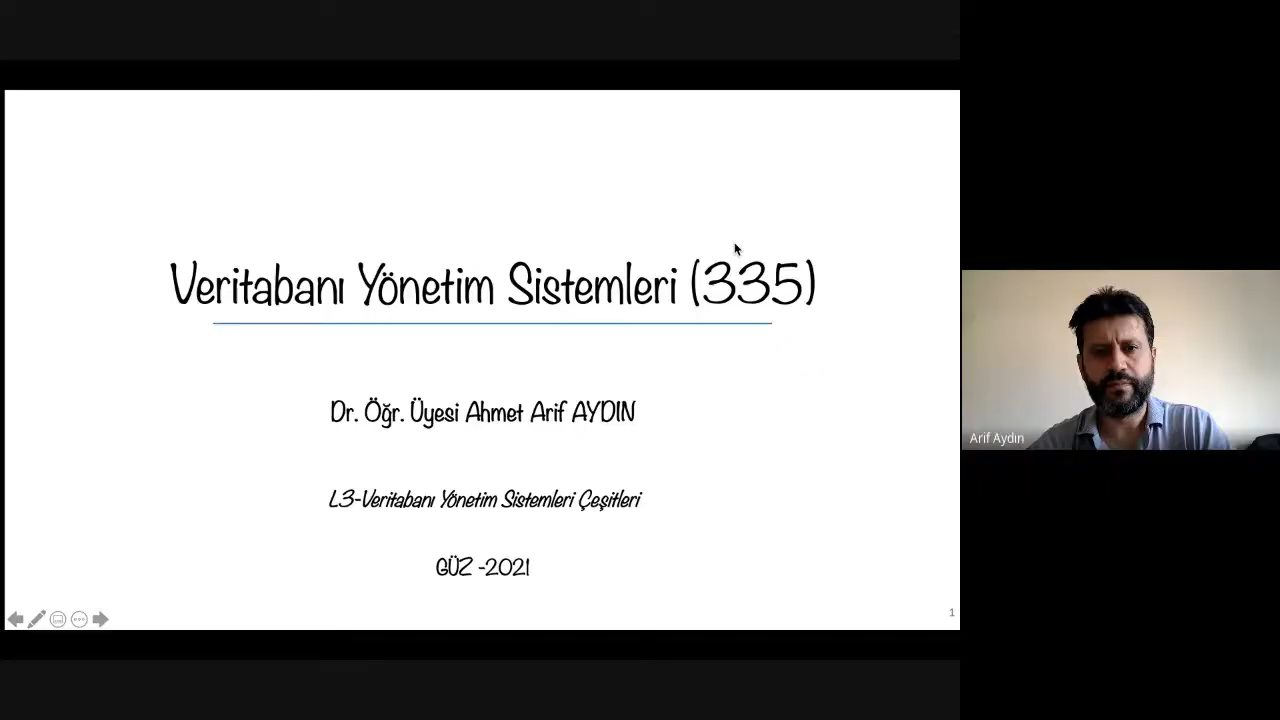 Veritabanı Yönetim Sistemleri (335)
Dr. Öğr. Üyesi Ahmet Arif AYDIN
L3-Veritabanı Yönetim Sistemleri Çeşitleri
GÜZ -2021
1
Arif Aydın